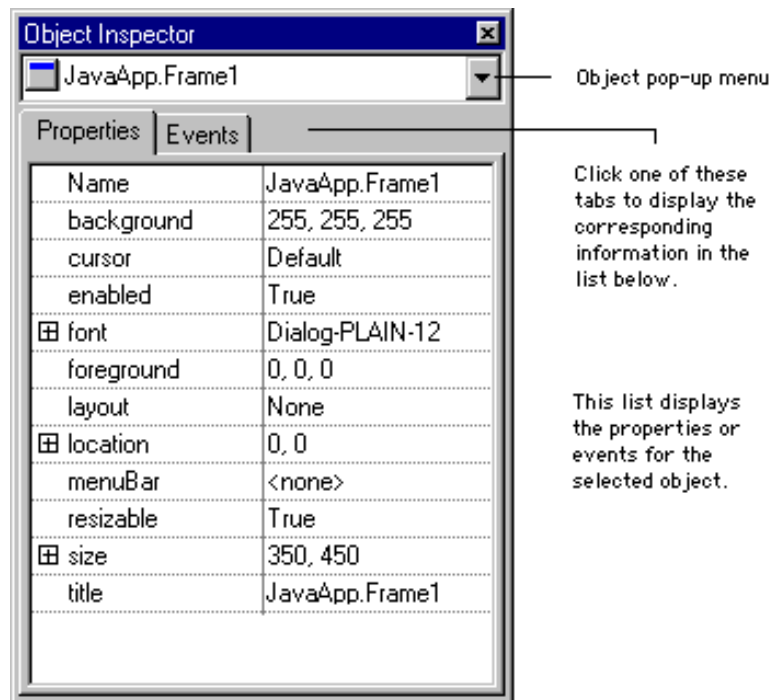 Object Inspector
JavaApp.Frame1
Object pop-up menu
Properties Events
Click one of these
tabs to display the
corresponding
information in the
list below.
Name JavaApp.Frame1
background 255, 255, 255
cursor Default
enabled True
font Dialog-PLAIN-12
foreground 0, 0, 0
layout None
location 0, 0
menuBar <none>
resizable True
size 350, 450
title JavaApp.Frame1
This list displays
the properties or
events for the
selected object.